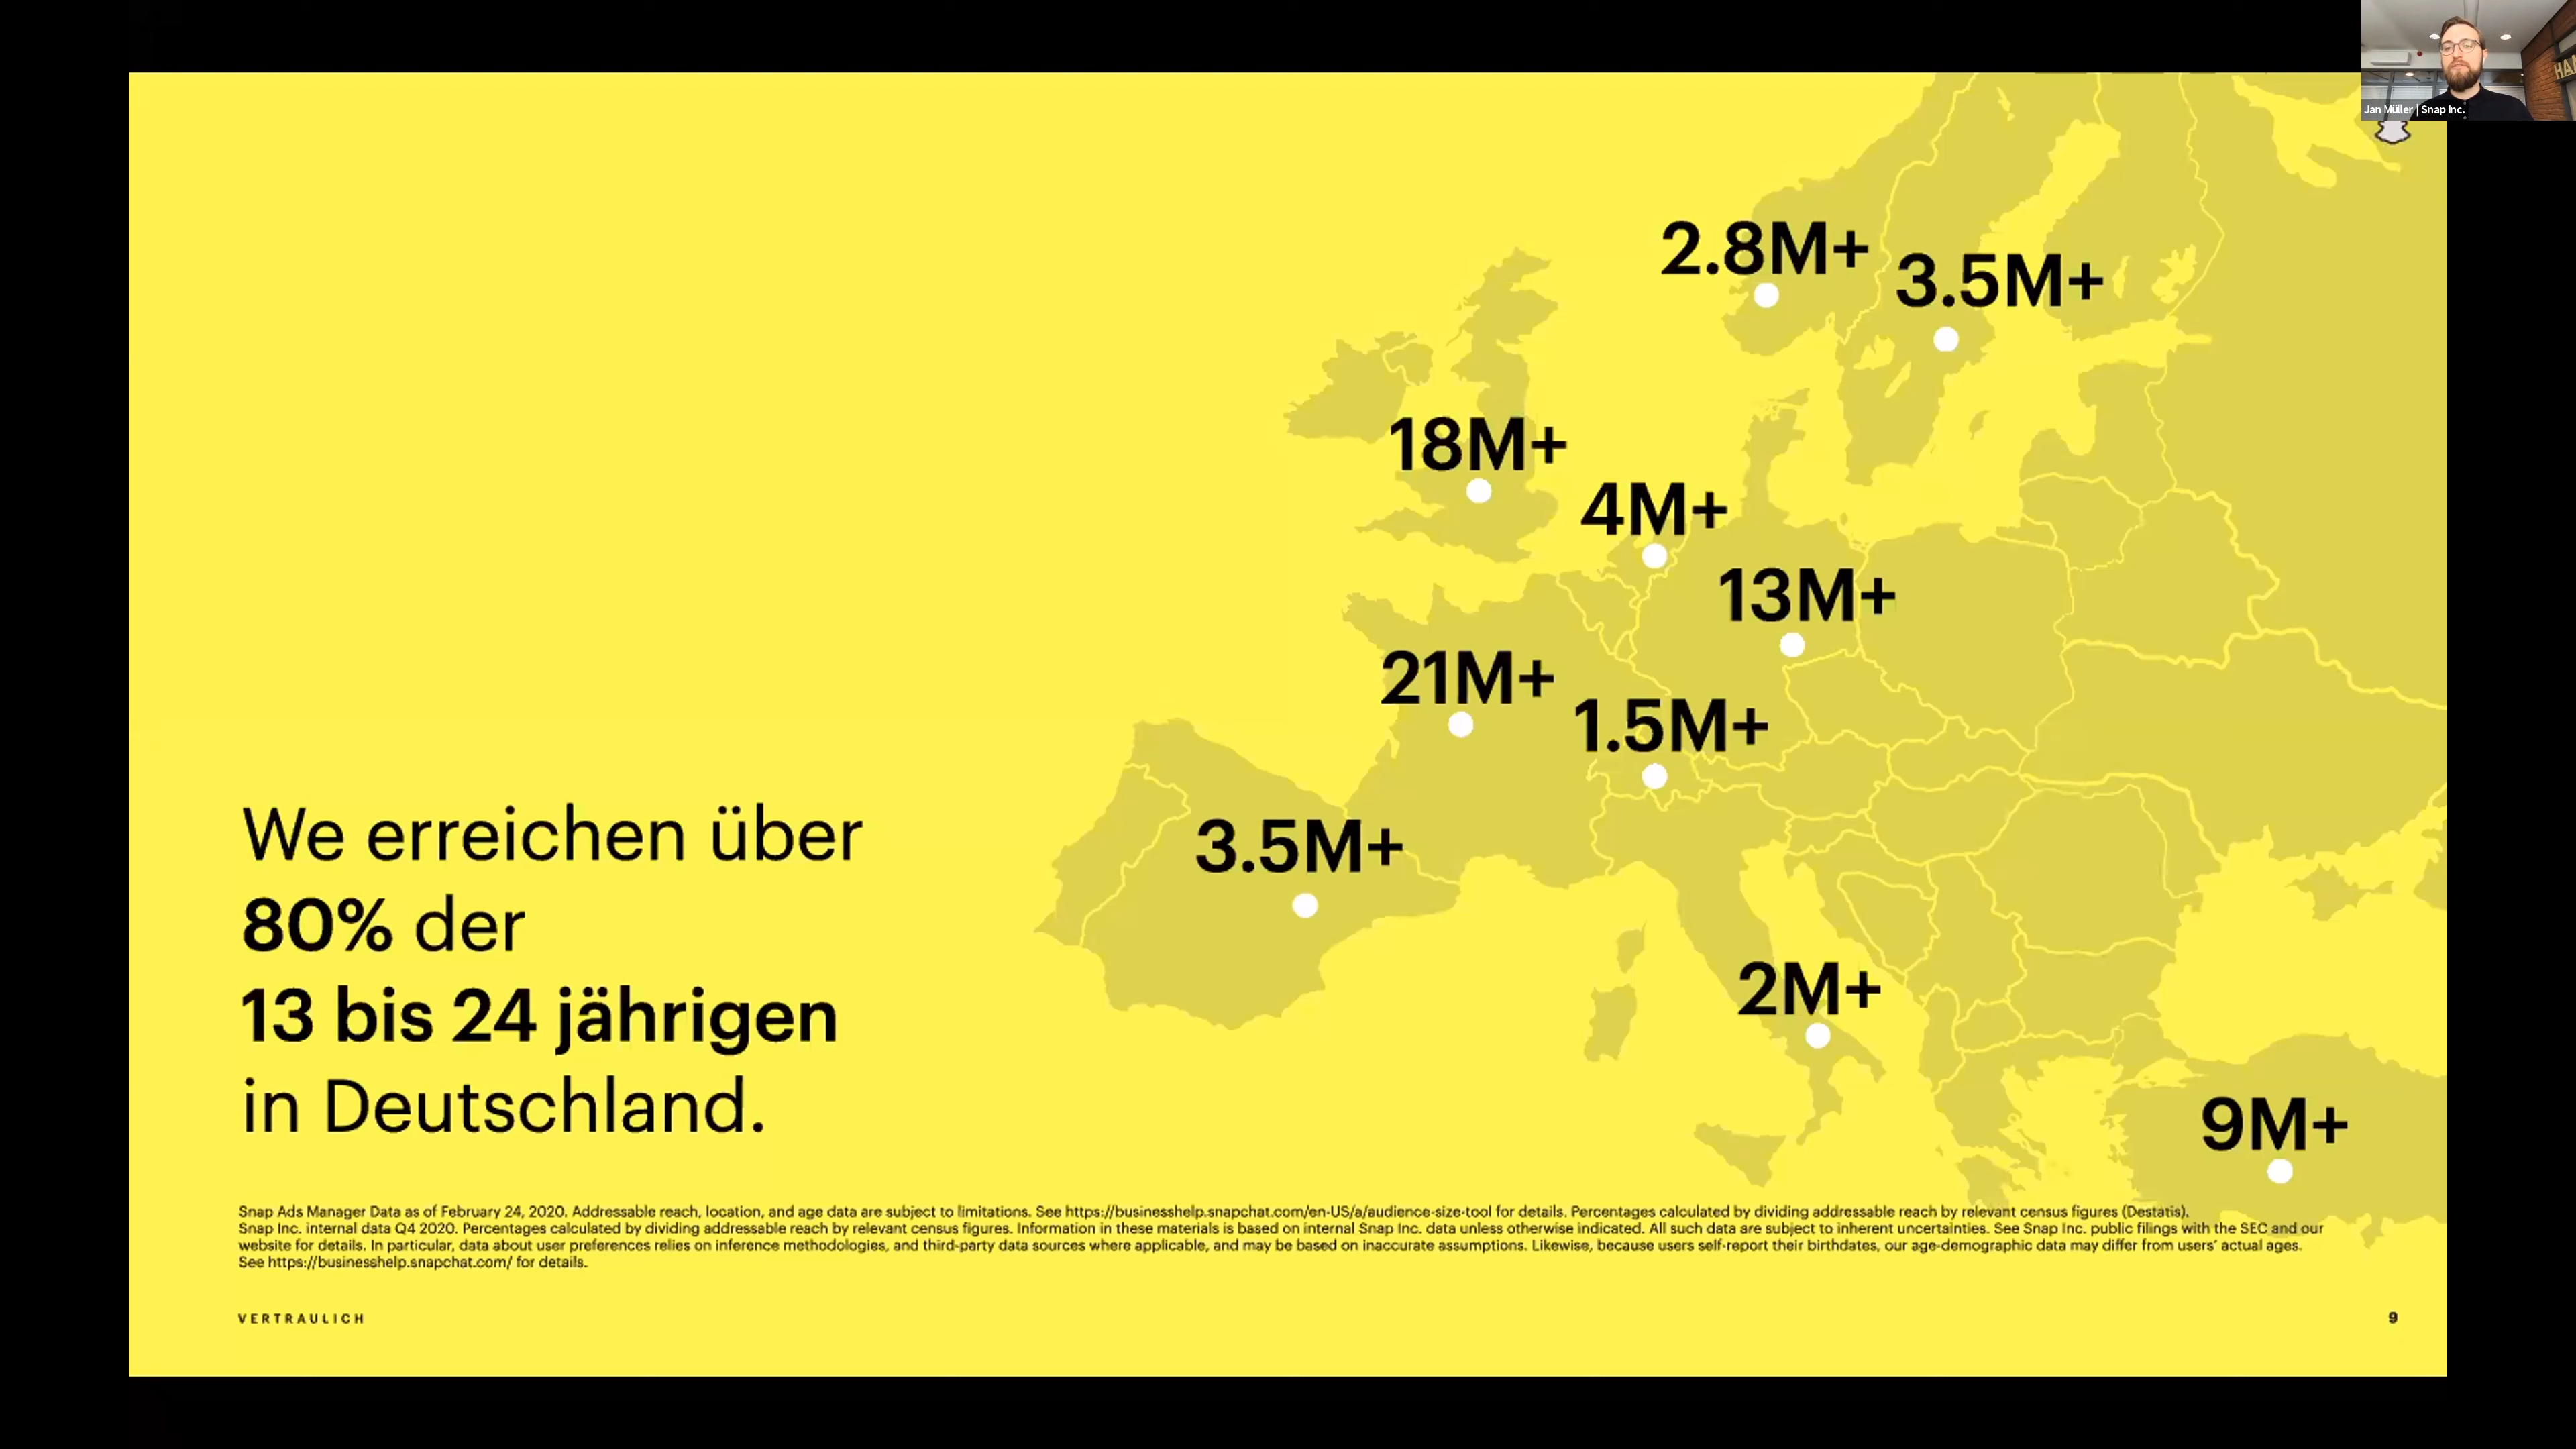 Jan Müller | Snap Inc.
HA
2.8M+
3.5M+
18M+
4M+
13M+
21M+
1.5M+
3.5M+
2M+
9M+
We erreichen über
80% der
13 bis 24 jährigen
in Deutschland.
Snap Ads Manager Data as of February 24, 2020. Addressable reach, location, and age data are subject to limitations. See https://businesshelp.snapchat.com/en-US/a/audience-size-tool for details. Percentages calculated by dividing addressable reach by relevant census figures (Destatis).
Snap Inc. internal data Q4 2020. Percentages calculated by dividing addressable reach by relevant census figures. Information in these materials is based on internal Snap Inc. data unless otherwise indicated. All such data are subject to inherent uncertainties. See Snap Inc. public filings with the SEC and our
website for details. In particular, data about user preferences relies on inference methodologies, and third-party data sources where applicable, and may be based on inaccurate assumptions. Likewise, because users self-report their birthdates, our age-demographic data may differ from users' actual ages.
See https://businesshelp.snapchat.com/ for details.
VERTRAULICH
9